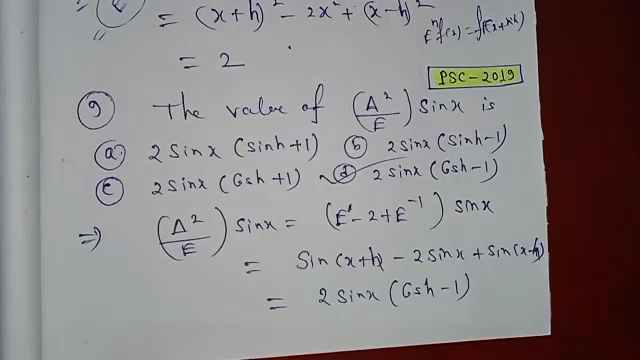 = (x+h)² - 2x² + (x-h)²
Eⁿf(x) = f(x+nh)
= 2
PSC-2019
9 The value of (Δ²/E) Sinx is
a 2 Sinx (Sinh+1) b 2 Sinx (Sinh-1)
c 2 Sinx (Cosh+1) d 2 Sinx (Cosh-1)
⇒ (Δ²/E) Sinx = (E¹-2+E⁻¹) Sinx
= Sin(x+h) - 2 Sinx + Sin(x-h)
= 2 Sinx (Cosh-1)